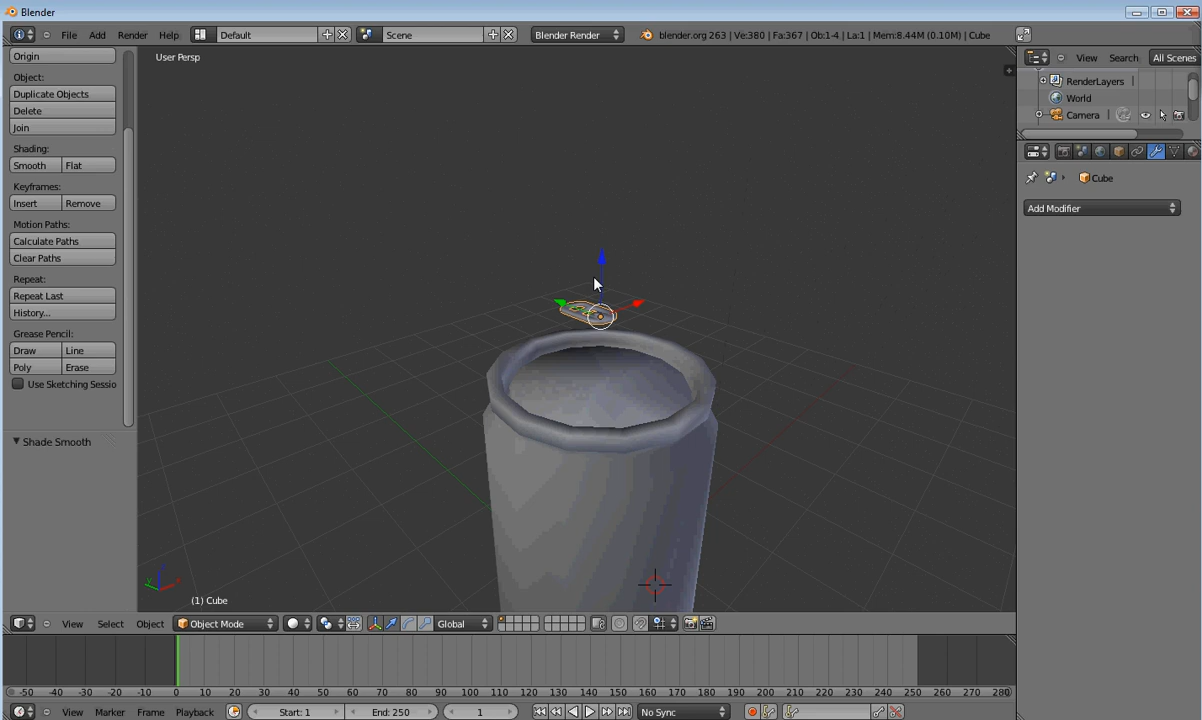 Blender
File Add Render Help Default Scene Blender Render blender.org 263 | Ve:380 | Fa:367 | Ob:1-4 | La:1 | Mem:8.44M (0.10M) | Cube
Origin
Object:
Duplicate Objects
Delete
Join
Shading:
Smooth Flat
Keyframes:
Insert Remove
Motion Paths:
Calculate Paths
Clear Paths
Repeat:
Repeat Last
History...
Grease Pencil:
Draw Line
Poly Erase
Use Sketching Sessio
Shade Smooth
User Persp
(1) Cube
View Search All Scenes
RenderLayers
World
Camera
Cube
Add Modifier
View Select Object Object Mode Global
-50 -40 -30 -20 -10 0 10 20 30 40 50 60 70 80 90 100 110 120 130 140 150 160 170 180 190 200 210 220 230 240 250 260 270 280
View Marker Frame Playback Start: 1 End: 250 1 No Sync